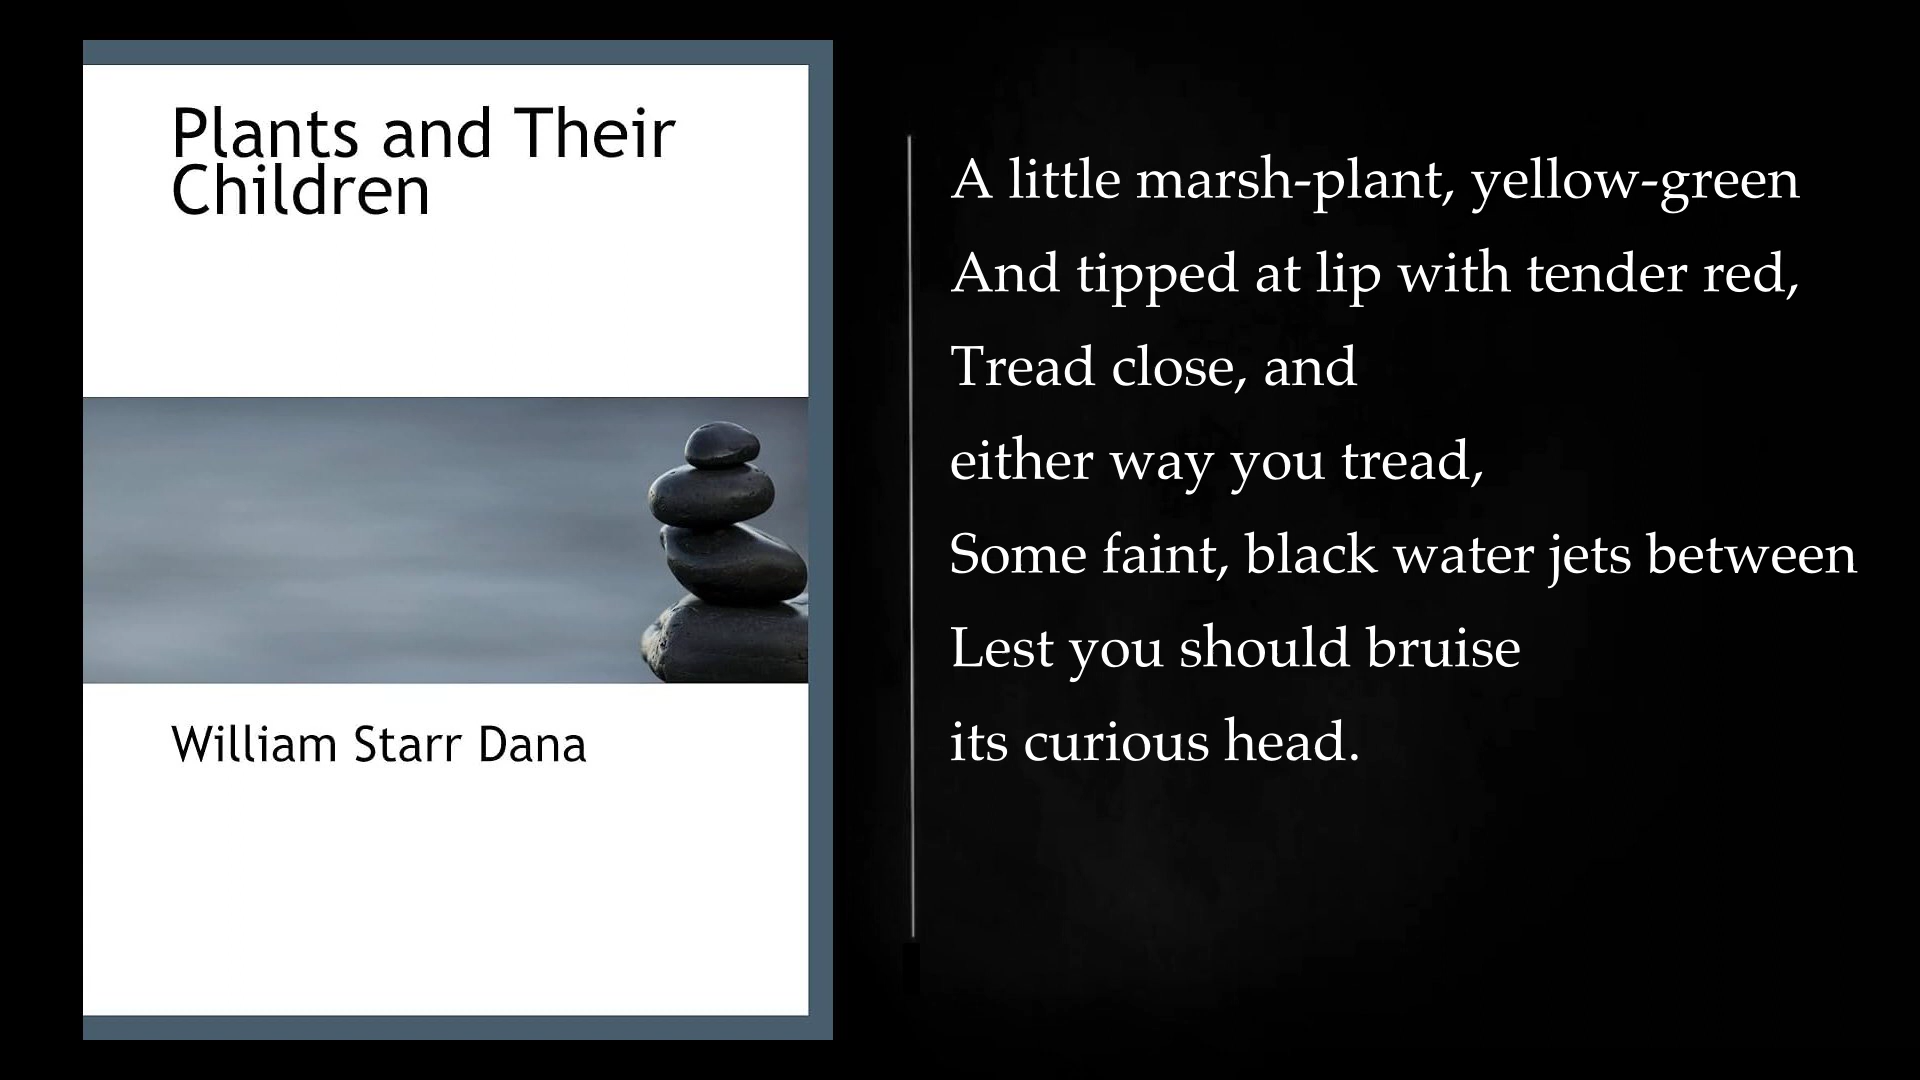 Plants and Their
Children
William Starr Dana
A little marsh-plant, yellow-green
And tipped at lip with tender red,
Tread close, and
either way you tread,
Some faint, black water jets between
Lest you should bruise
its curious head.